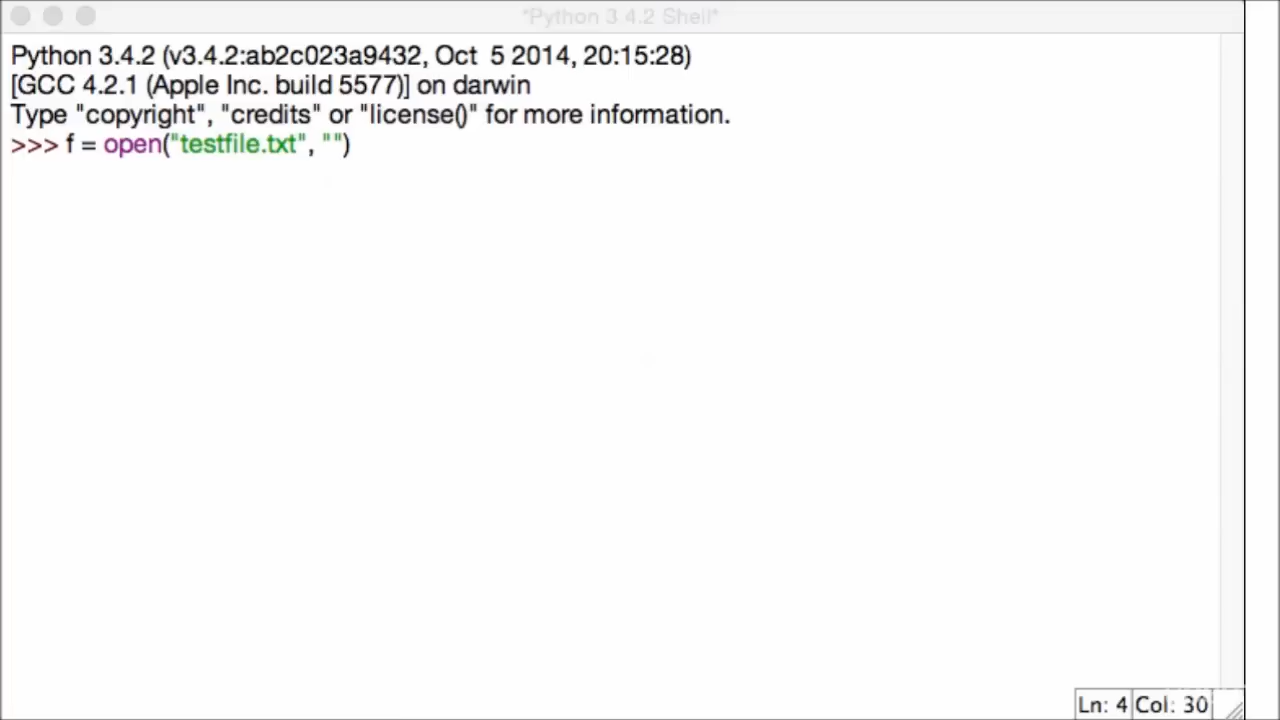 *Python 3.4.2 Shell*
Python 3.4.2 (v3.4.2:ab2c023a9432, Oct  5 2014, 20:15:28)
[GCC 4.2.1 (Apple Inc. build 5577)] on darwin
Type "copyright", "credits" or "license()" for more information.
>>> f = open("testfile.txt", "")
Ln: 4 Col: 30